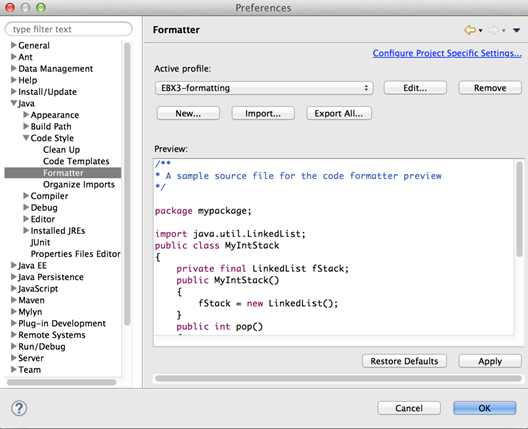 Preferences
type filter text
General
Ant
Data Management
Help
Install/Update
Java
Appearance
Build Path
Code Style
Clean Up
Code Templates
Formatter
Organize Imports
Compiler
Debug
Editor
Installed JREs
JUnit
Properties Files Editor
Java EE
Java Persistence
JavaScript
Maven
Mylyn
Plug-in Development
Remote Systems
Run/Debug
Server
Team
Formatter
Configure Project Specific Settings...
Active profile:
EBX3-formatting
Edit...
Remove
New...
Import...
Export All...
Preview:
/**
* A sample source file for the code formatter preview
*/
package mypackage;
import java.util.LinkedList;
public class MyIntStack
{
private final LinkedList fStack;
public MyIntStack()
{
fStack = new LinkedList();
}
public int pop()
Restore Defaults
Apply
?
Cancel
OK